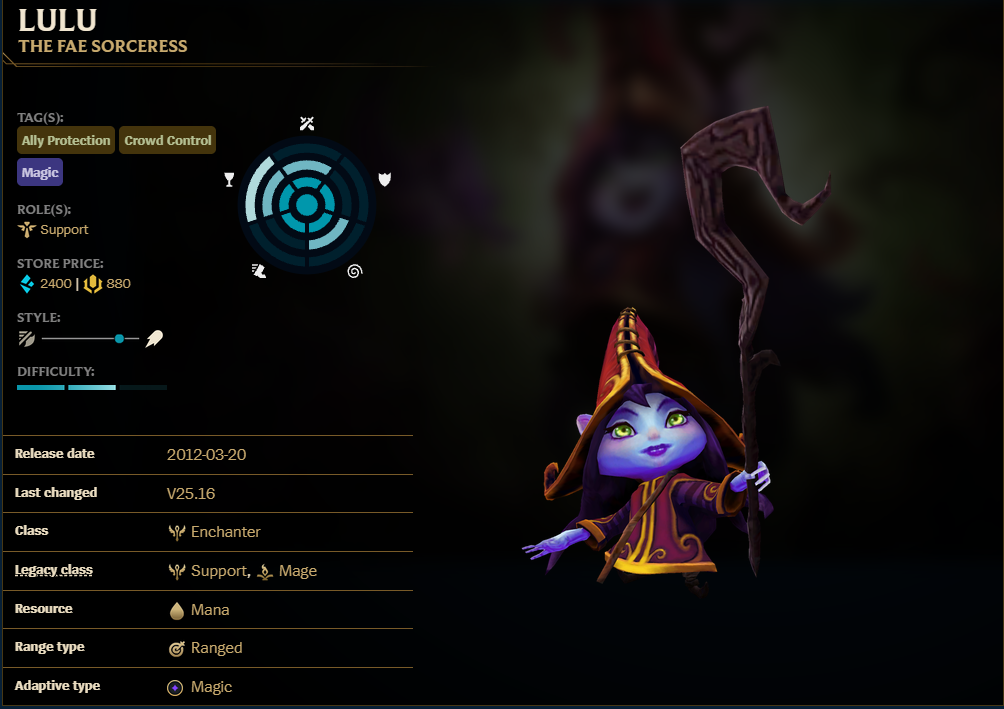 LULU
THE FAE SORCERESS
TAG(S):
Ally Protection Crowd Control
Magic
ROLE(S):
Support
STORE PRICE:
2400 | 880
STYLE:
DIFFICULTY:
Release date 2012-03-20
Last changed V25.16
Class Enchanter
Legacy class Support, Mage
Resource Mana
Range type Ranged
Adaptive type Magic